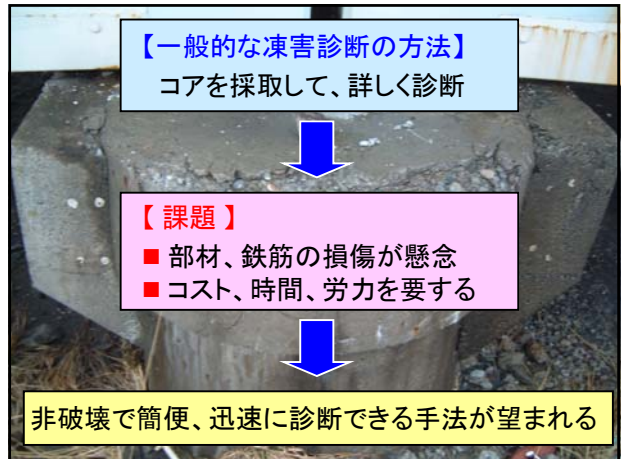 【一般的な凍害診断の方法】
コアを採取して、詳しく診断
【 課題 】
■ 部材、鉄筋の損傷が懸念
■ コスト、時間、労力を要する
非破壊で簡便、迅速に診断できる手法が望まれる